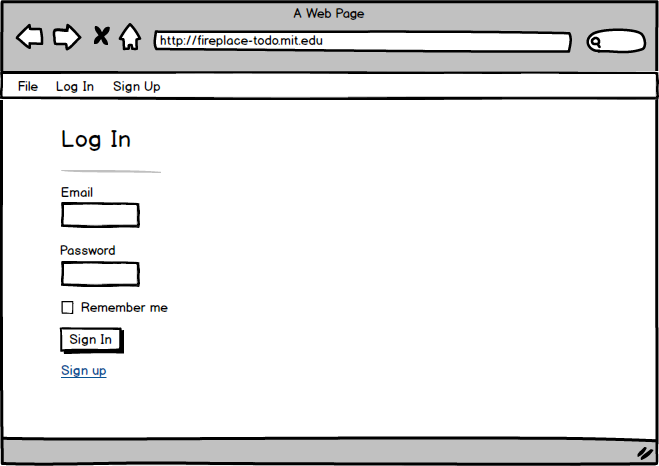 A Web Page
http://fireplace-todo.mit.edu
File Log In Sign Up
Log In
Email
Password
Remember me
Sign In
Sign up